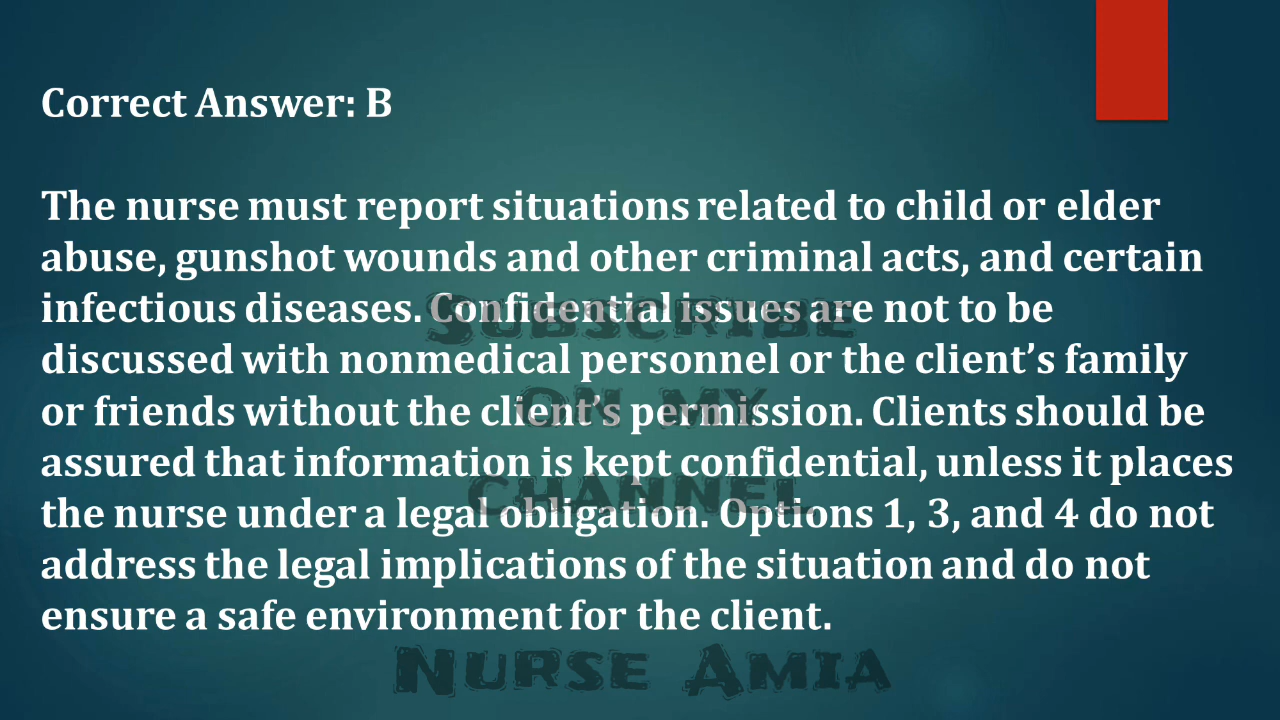 Correct Answer: B
The nurse must report situations related to child or elder
abuse, gunshot wounds and other criminal acts, and certain
infectious diseases. Confidential issues are not to be
discussed with nonmedical personnel or the client’s family
or friends without the client’s permission. Clients should be
assured that information is kept confidential, unless it places
the nurse under a legal obligation. Options 1, 3, and 4 do not
address the legal implications of the situation and do not
ensure a safe environment for the client.
Subscribe
on my
Channel
Nurse Amia